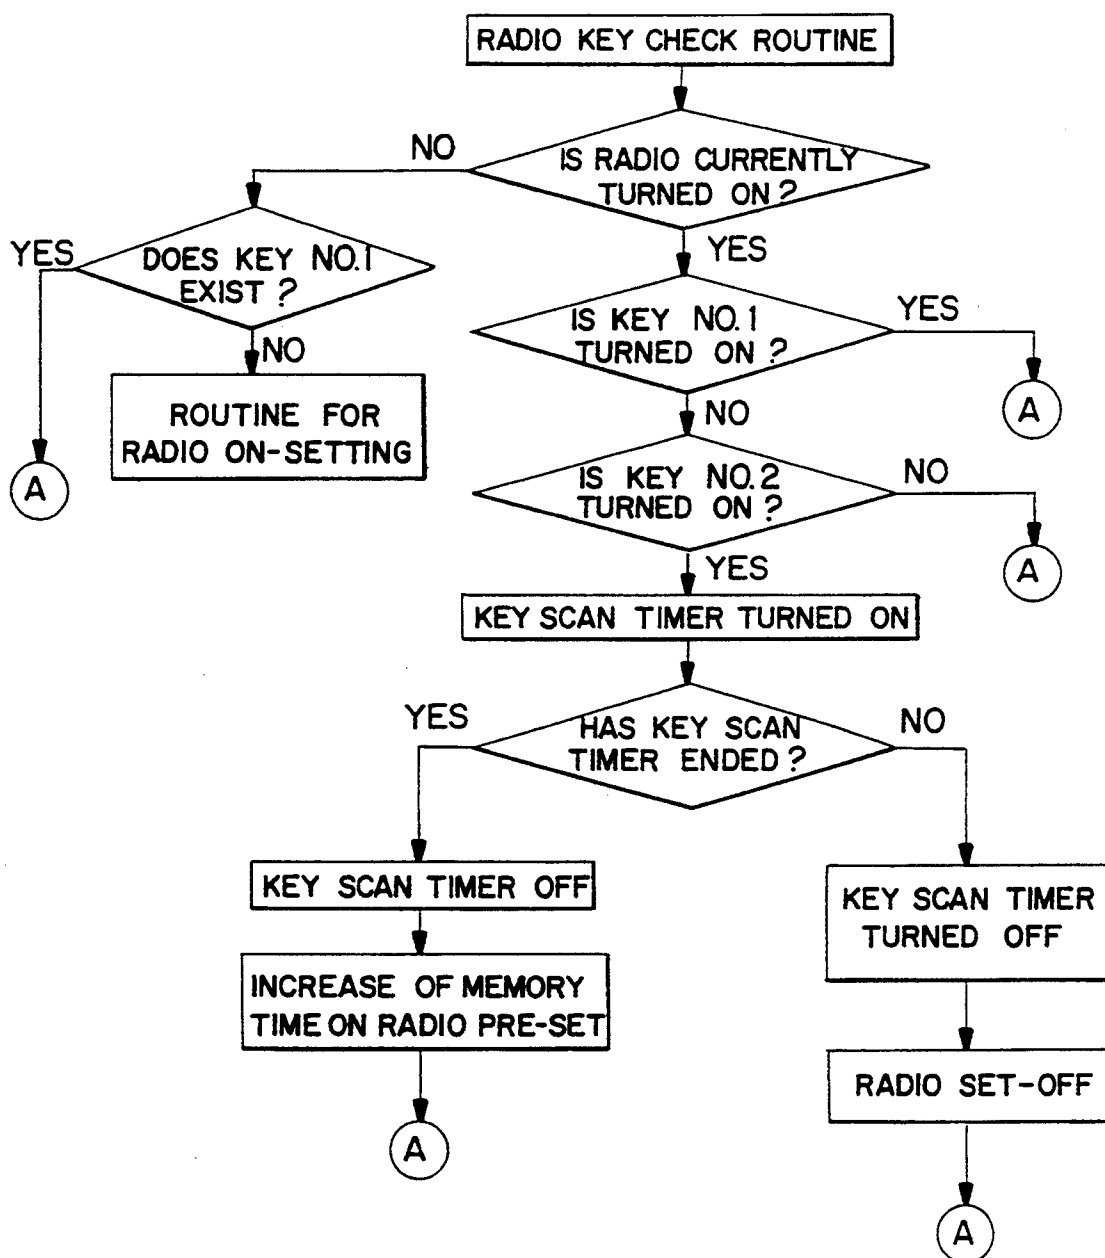 RADIO KEY CHECK ROUTINE
NO
IS RADIO CURRENTLY
TURNED ON?
YES
DOES KEY NO.1
EXIST?
YES
IS KEY NO.1
TURNED ON?
YES
NO
A
ROUTINE FOR
RADIO ON-SETTING
NO
A
IS KEY NO.2
TURNED ON?
NO
A
YES
KEY SCAN TIMER TURNED ON
YES
HAS KEY SCAN
TIMER ENDED?
NO
KEY SCAN TIMER OFF
KEY SCAN TIMER
TURNED OFF
INCREASE OF MEMORY
TIME ON RADIO PRE-SET
RADIO SET-OFF
A
A